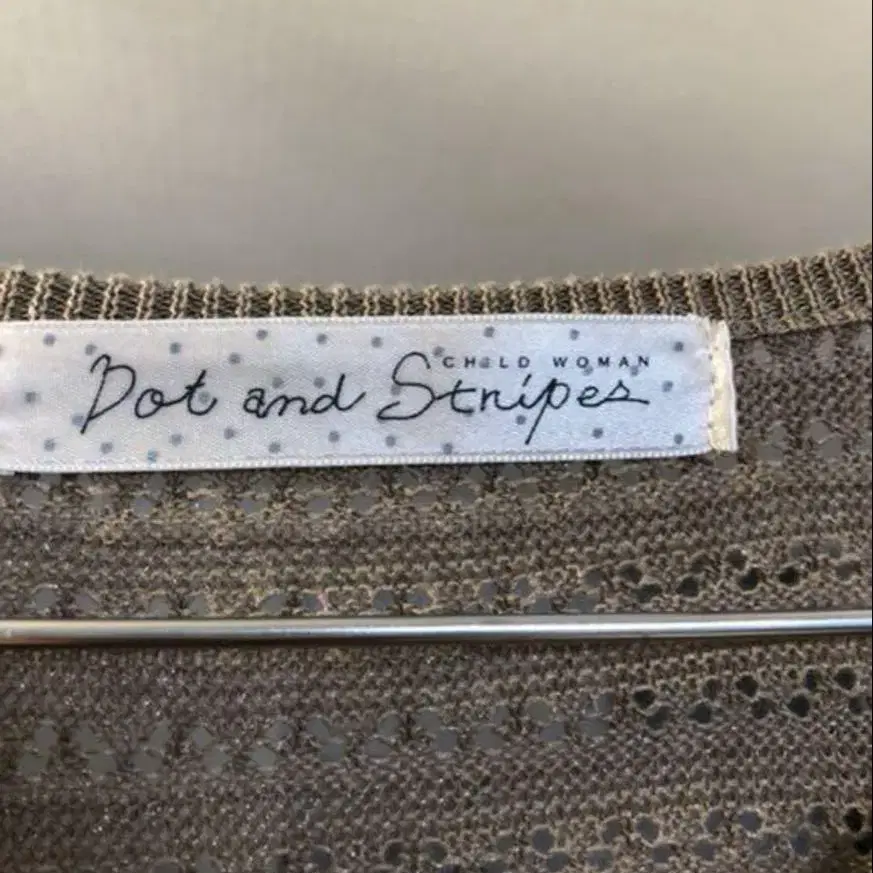 CHILD WOMAN
Dot and Stripes